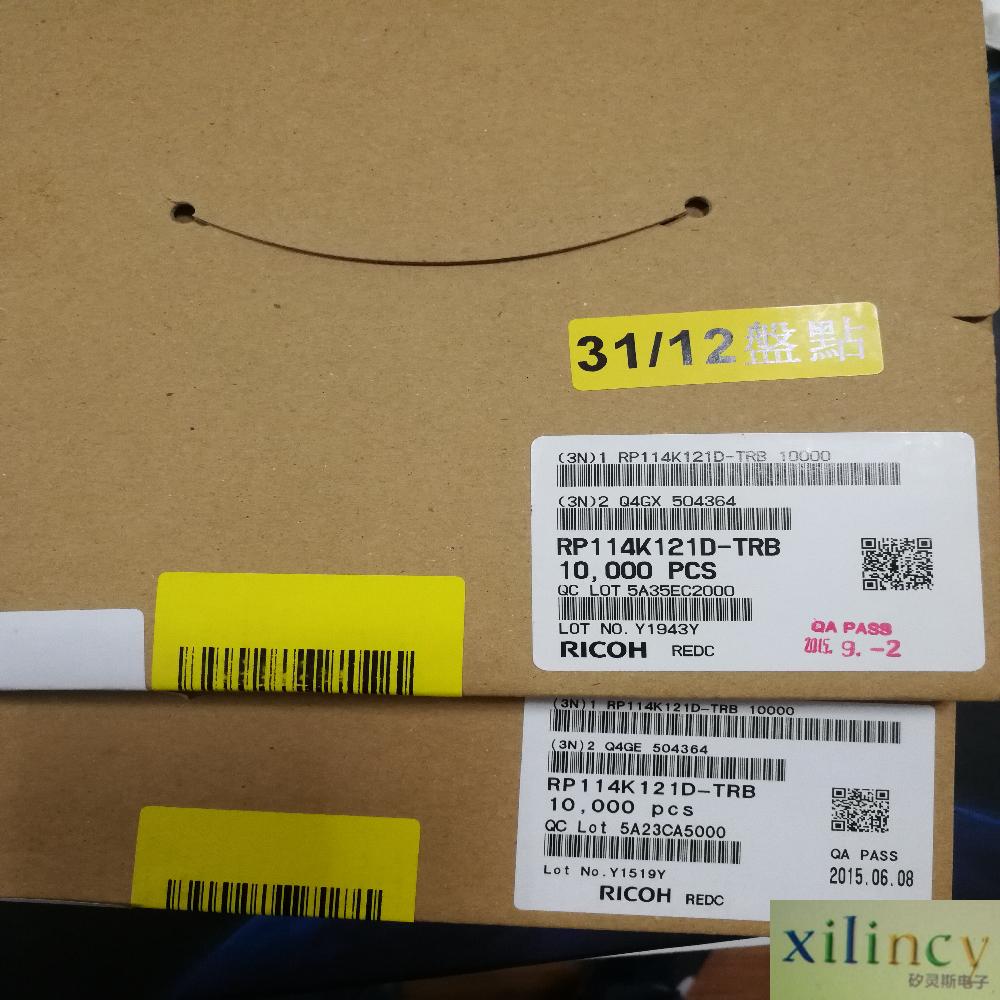 31/12盤點
(3N)1 RP114K121D-TRB 10000
(3N)2 Q4GX 504364
RP114K121D-TRB
10,000 PCS
QC LOT 5A35EC2000
LOT NO. Y1943Y
RICOH REDC
QA PASS
2015. 9. -2
(3N)1 RP114K121D-TRB 10000
(3N)2 Q4GE 504364
RP114K121D-TRB
10,000 pcs
QC Lot 5A23CA5000
Lot No.Y1519Y
RICOH REDC
QA PASS
2015.06.08
xilincy
矽灵斯电子